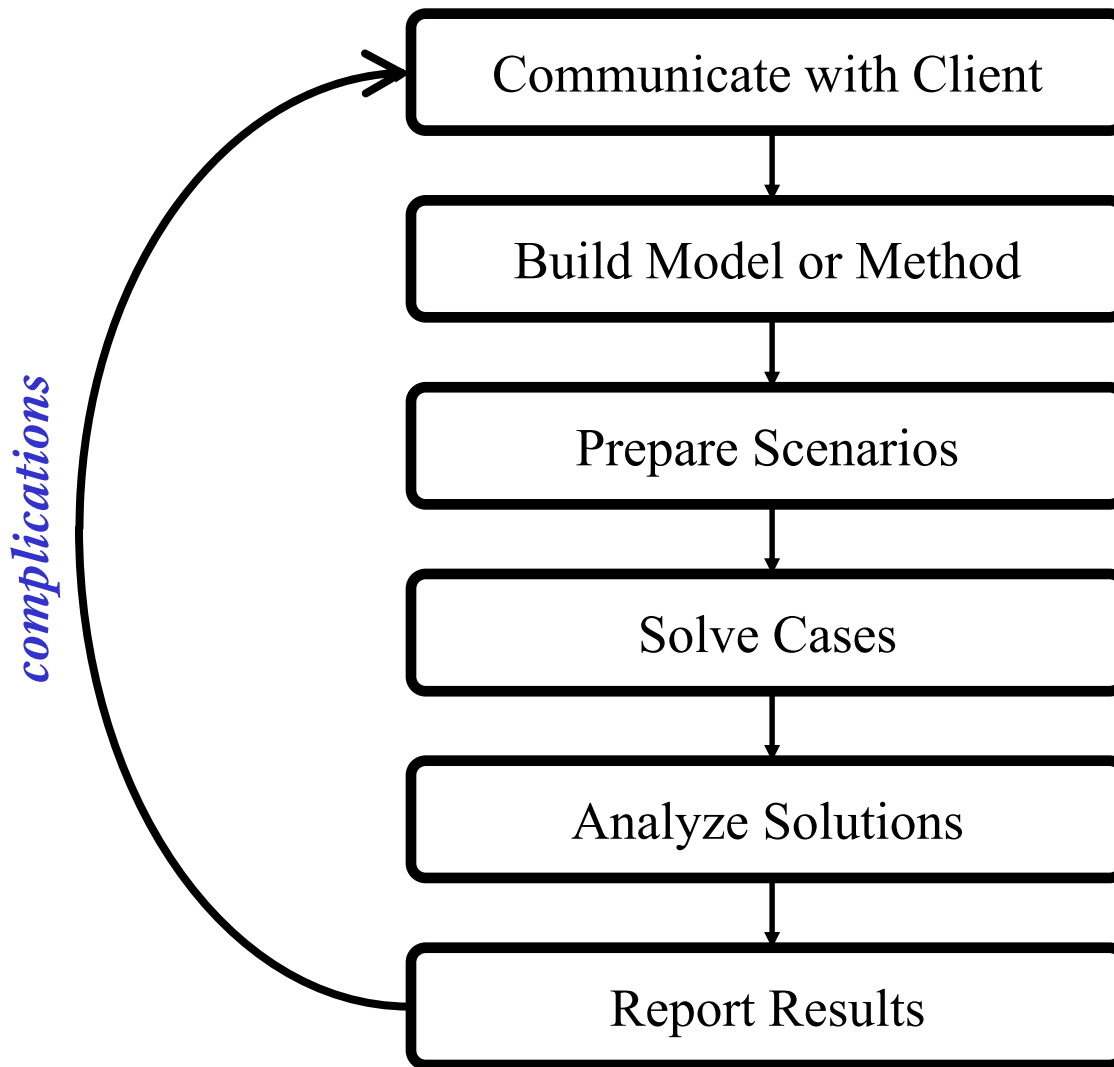 Communicate with Client
Build Model or Method
Prepare Scenarios
complications
Solve Cases
Analyze Solutions
Report Results